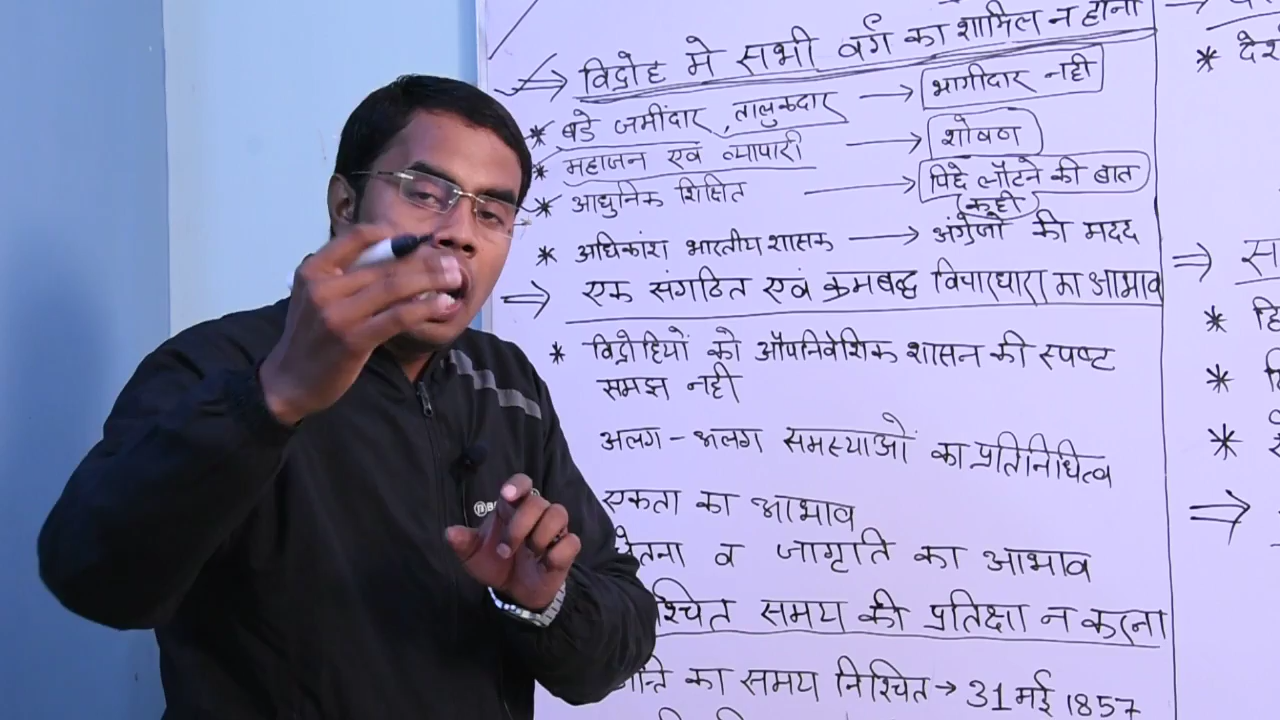 ⇒ विद्रोह मे सभी वर्ग का शामिल न होना
* बडे जमींदार, तालुकदार → भागीदार नही
* महाजन एवं व्यापारी → शोषण
* आधुनिक शिक्षित → पिछे लौटने की बात
कही
* अधिकांश भारतीय शासक → अंग्रेजो की मदद
⇒ एक संगठित एवं क्रमबद्ध विचारधारा का आभाव
* विद्रोहियों को औपनिवेशिक शासन की स्पष्ट
समझ नही
अलग - अलग समस्याओं का प्रतिनिधित्व
एकता का आभाव
व जागृति का आभाव
समय की प्रतिक्षा न करना
का समय निश्चित → 31 मई 1857